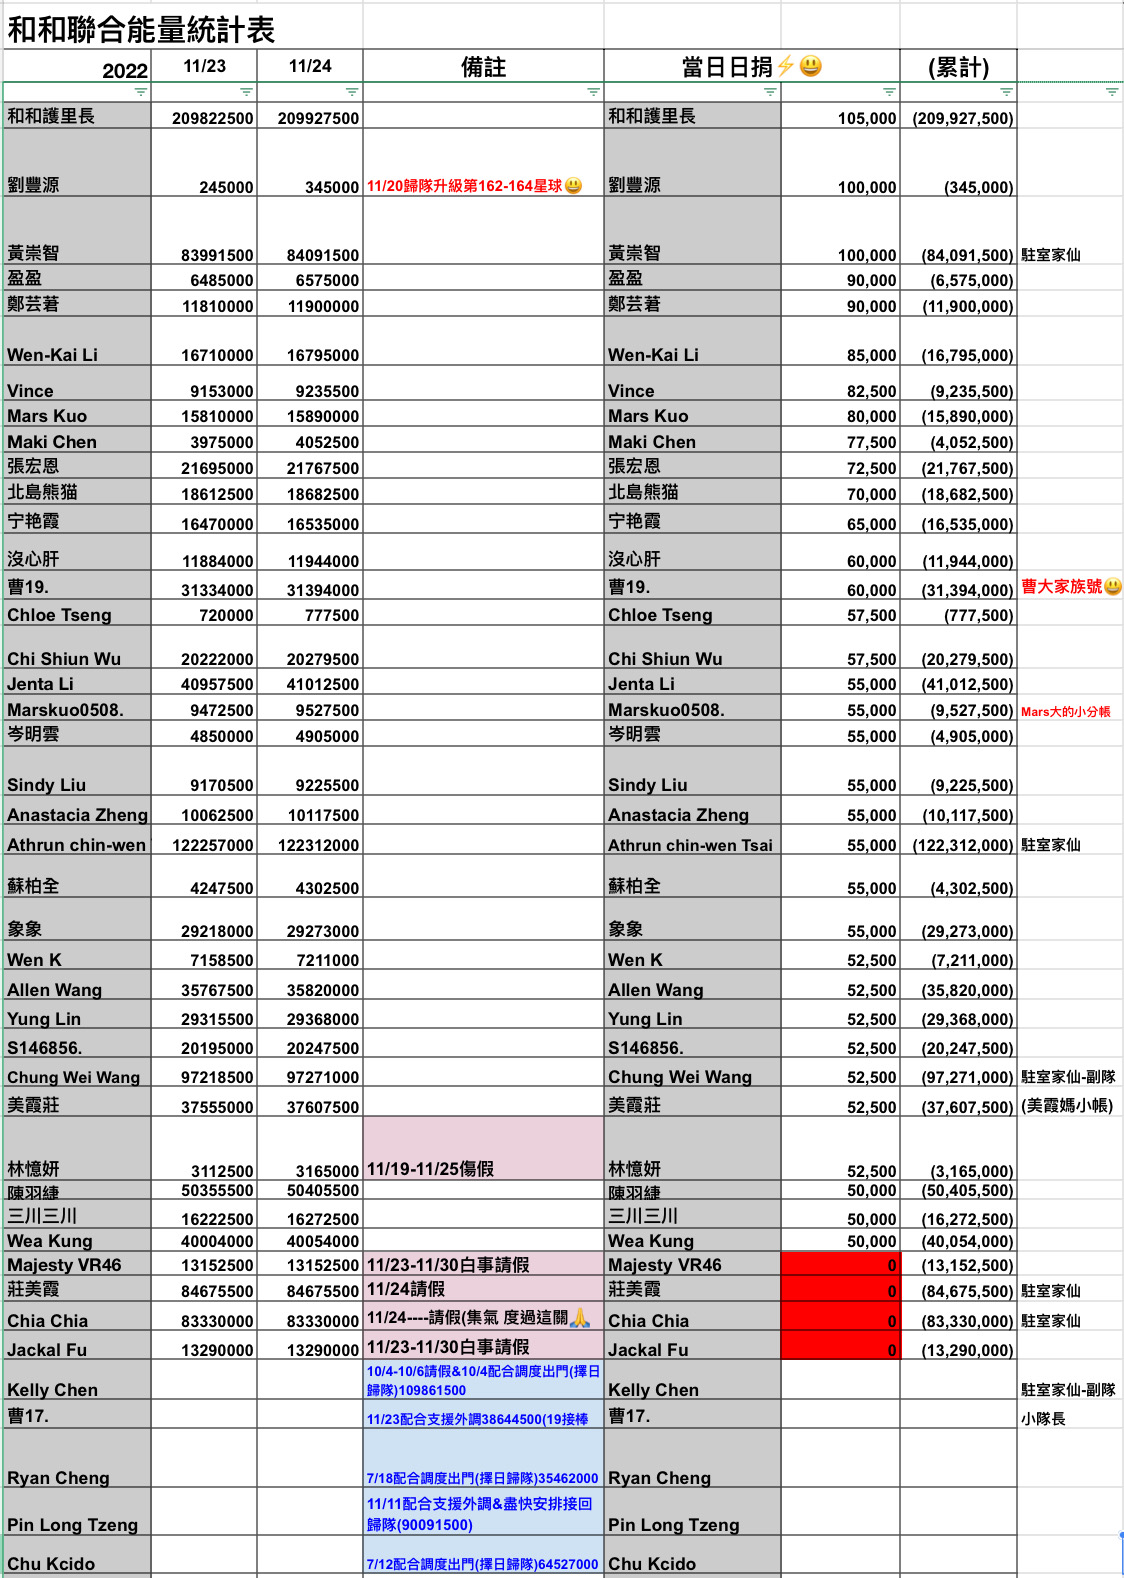 和和聯合能量統計表
2022 11/23 11/24 備註 當日日捐⚡😃 (累計)
和和護里長 209822500 209927500 和和護里長 105,000 (209,927,500)
劉豐源 245000 345000 11/20歸隊升級第162-164星球😃 劉豐源 100,000 (345,000)
黃崇智 83991500 84091500 黃崇智 100,000 (84,091,500) 駐室家仙
盈盈 6485000 6575000 盈盈 90,000 (6,575,000)
鄭芸莙 11810000 11900000 鄭芸莙 90,000 (11,900,000)
Wen-Kai Li 16710000 16795000 Wen-Kai Li 85,000 (16,795,000)
Vince 9153000 9235500 Vince 82,500 (9,235,500)
Mars Kuo 15810000 15890000 Mars Kuo 80,000 (15,890,000)
Maki Chen 3975000 4052500 Maki Chen 77,500 (4,052,500)
張宏恩 21695000 21767500 張宏恩 72,500 (21,767,500)
北島熊猫 18612500 18682500 北島熊猫 70,000 (18,682,500)
宁艳霞 16470000 16535000 宁艳霞 65,000 (16,535,000)
沒心肝 11884000 11944000 沒心肝 60,000 (11,944,000)
曹19. 31334000 31394000 曹19. 60,000 (31,394,000) 曹大家族號😃
Chloe Tseng 720000 777500 Chloe Tseng 57,500 (777,500)
Chi Shiun Wu 20222000 20279500 Chi Shiun Wu 57,500 (20,279,500)
Jenta Li 40957500 41012500 Jenta Li 55,000 (41,012,500)
Marskuo0508. 9472500 9527500 Marskuo0508. 55,000 (9,527,500) Mars大的小分帳
岑明雲 4850000 4905000 岑明雲 55,000 (4,905,000)
Sindy Liu 9170500 9225500 Sindy Liu 55,000 (9,225,500)
Anastacia Zheng 10062500 10117500 Anastacia Zheng 55,000 (10,117,500)
Athrun chin-wen 122257000 122312000 Athrun chin-wen Tsai 55,000 (122,312,000) 駐室家仙
蘇柏全 4247500 4302500 蘇柏全 55,000 (4,302,500)
象象 29218000 29273000 象象 55,000 (29,273,000)
Wen K 7158500 7211000 Wen K 52,500 (7,211,000)
Allen Wang 35767500 35820000 Allen Wang 52,500 (35,820,000)
Yung Lin 29315500 29368000 Yung Lin 52,500 (29,368,000)
S146856. 20195000 20247500 S146856. 52,500 (20,247,500)
Chung Wei Wang 97218500 97271000 Chung Wei Wang 52,500 (97,271,000) 駐室家仙-副隊
美霞莊 37555000 37607500 美霞莊 52,500 (37,607,500) (美霞媽小帳)
林憶妍 3112500 3165000 11/19-11/25傷假 林憶妍 52,500 (3,165,000)
陳羽緁 50355500 50405500 陳羽緁 50,000 (50,405,500)
三川三川 16222500 16272500 三川三川 50,000 (16,272,500)
Wea Kung 40004000 40054000 Wea Kung 50,000 (40,054,000)
Majesty VR46 13152500 13152500 11/23-11/30白事請假 Majesty VR46 0 (13,152,500)
莊美霞 84675500 84675500 11/24請假 莊美霞 0 (84,675,500) 駐室家仙
Chia Chia 83330000 83330000 11/24----請假(集氣 度過這關🙏 Chia Chia 0 (83,330,000) 駐室家仙
Jackal Fu 13290000 13290000 11/23-11/30白事請假 Jackal Fu 0 (13,290,000)
10/4-10/6請假&10/4配合調度出門(擇日
Kelly Chen 歸隊)109861500 Kelly Chen 駐室家仙-副隊
曹17. 11/23配合支援外調38644500(19接棒 曹17. 小隊長
Ryan Cheng 7/18配合調度出門(擇日歸隊)35462000 Ryan Cheng
11/11配合支援外調&盡快安排接回
Pin Long Tzeng 歸隊(90091500) Pin Long Tzeng
Chu Kcido 7/12配合調度出門(擇日歸隊)64527000 Chu Kcido